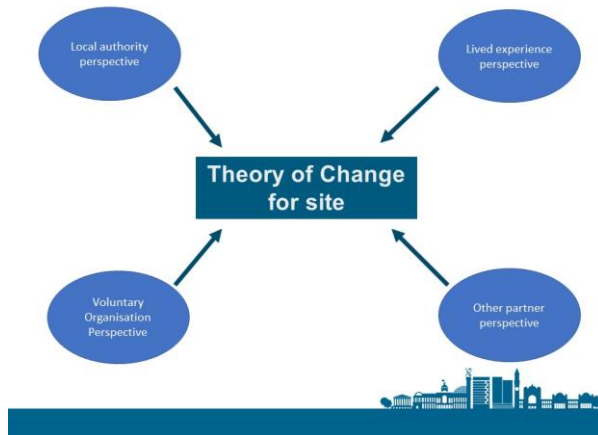 Local authority
perspective
Lived experience
perspective
Theory of Change
for site
Voluntary
Organisation
Perspective
Other partner
perspective